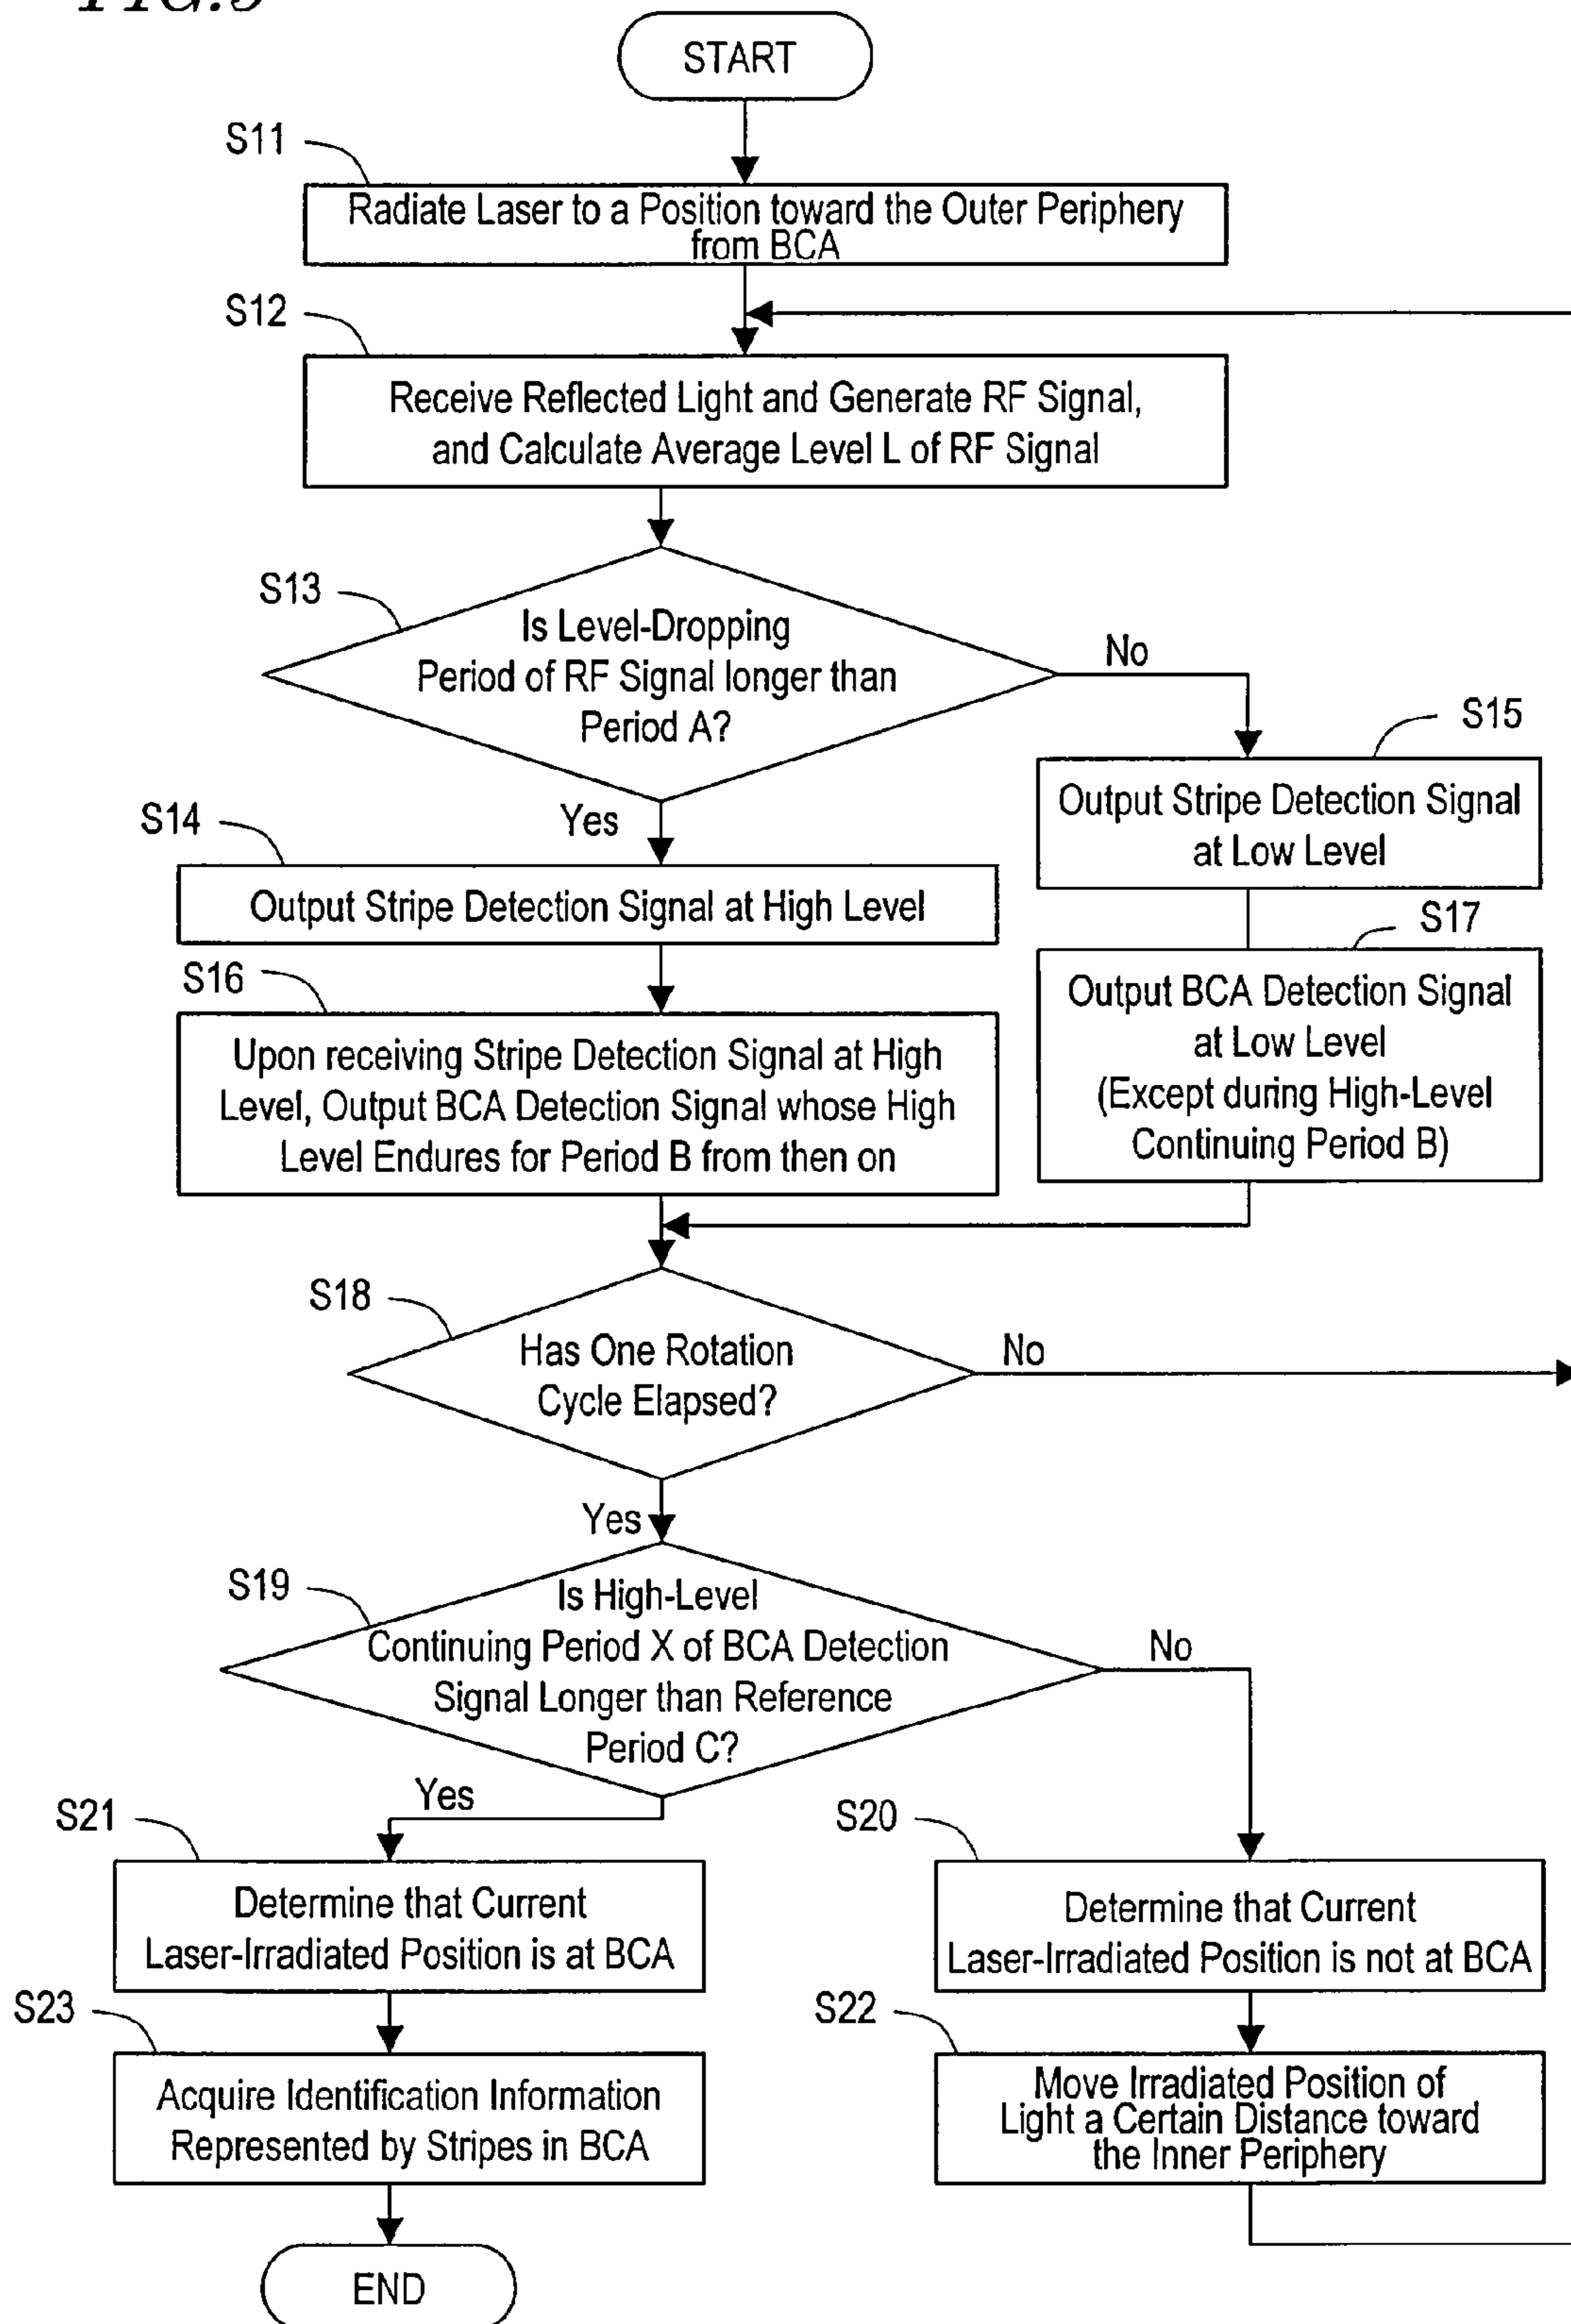 START
S11
Radiate Laser to a Position toward the Outer Periphery
from BCA
S12
Receive Reflected Light and Generate RF Signal,
and Calculate Average Level L of RF Signal
S13
Is Level-Dropping
Period of RF Signal longer than
Period A?
No
Yes
S15
Output Stripe Detection Signal
at Low Level
S14
Output Stripe Detection Signal at High Level
S17
Output BCA Detection Signal
at Low Level
(Except during High-Level
Continuing Period B)
S16
Upon receiving Stripe Detection Signal at High
Level, Output BCA Detection Signal whose High
Level Endures for Period B from then on
S18
Has One Rotation
Cycle Elapsed?
No
Yes
S19
Is High-Level
Continuing Period X of BCA Detection
Signal Longer than Reference
Period C?
No
Yes
S21
Determine that Current
Laser-Irradiated Position is at BCA
S20
Determine that Current
Laser-Irradiated Position is not at BCA
S23
Acquire Identification Information
Represented by Stripes in BCA
S22
Move Irradiated Position of
Light a Certain Distance toward
the Inner Periphery
END